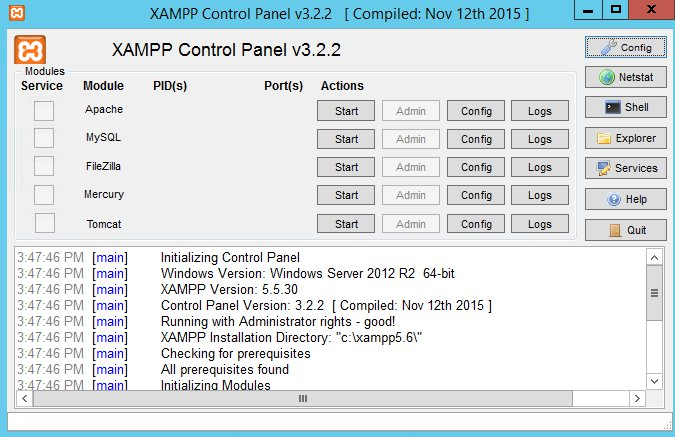 XAMPP Control Panel v3.2.2 [ Compiled: Nov 12th 2015 ]
XAMPP Control Panel v3.2.2
Config
Modules
Service Module PID(s) Port(s) Actions
Netstat
Apache Start Admin Config Logs
Shell
MySQL Start Admin Config Logs
Explorer
FileZilla Start Admin Config Logs
Services
Mercury Start Admin Config Logs
Help
Tomcat Start Admin Config Logs
Quit
3:47:46 PM [main] Initializing Control Panel
3:47:46 PM [main] Windows Version: Windows Server 2012 R2 64-bit
3:47:46 PM [main] XAMPP Version: 5.5.30
3:47:46 PM [main] Control Panel Version: 3.2.2 [ Compiled: Nov 12th 2015 ]
3:47:46 PM [main] Running with Administrator rights - good!
3:47:46 PM [main] XAMPP Installation Directory: "c:\xampp5.6\"
3:47:46 PM [main] Checking for prerequisites
3:47:46 PM [main] All prerequisites found
3:47:46 PM [main] Initializing Modules